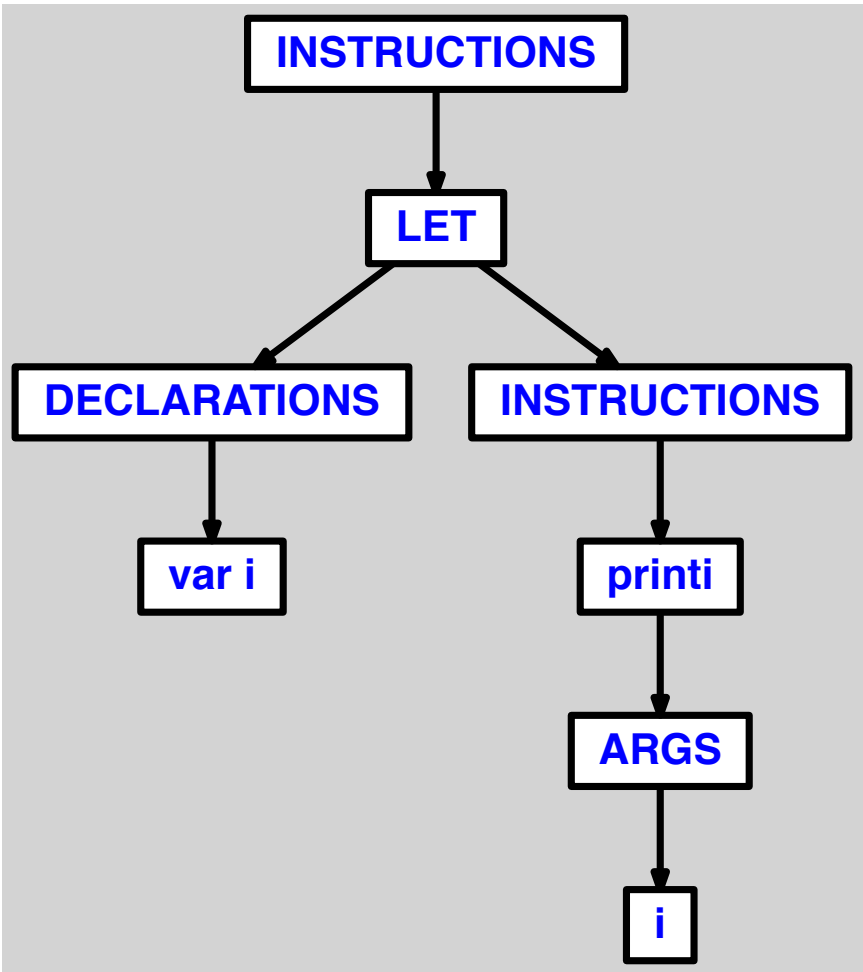 INSTRUCTIONS
LET
DECLARATIONS
INSTRUCTIONS
var i
printi
ARGS
i